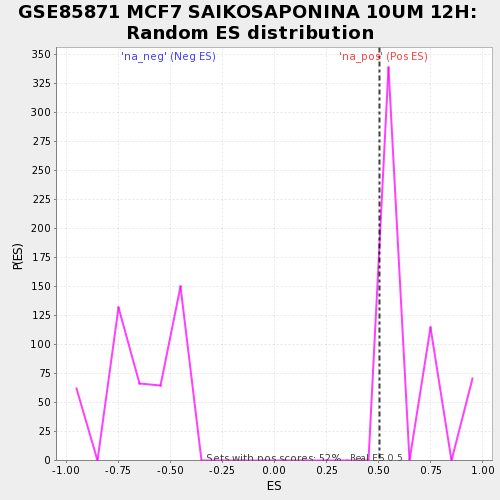 GSE85871 MCF7 SAIKOSAPONINA 10UM 12H:
Random ES distribution
'na_neg' (Neg ES)
'na_pos' (Pos ES)
350
325
300
275
250
225
200
175
150
125
100
75
50
25
0
P(ES)
Sets with pos scores: 52%
Real ES 0.5
-1.00 -0.75 -0.50 -0.25 0.00 0.25 0.50 0.75 1.00
ES